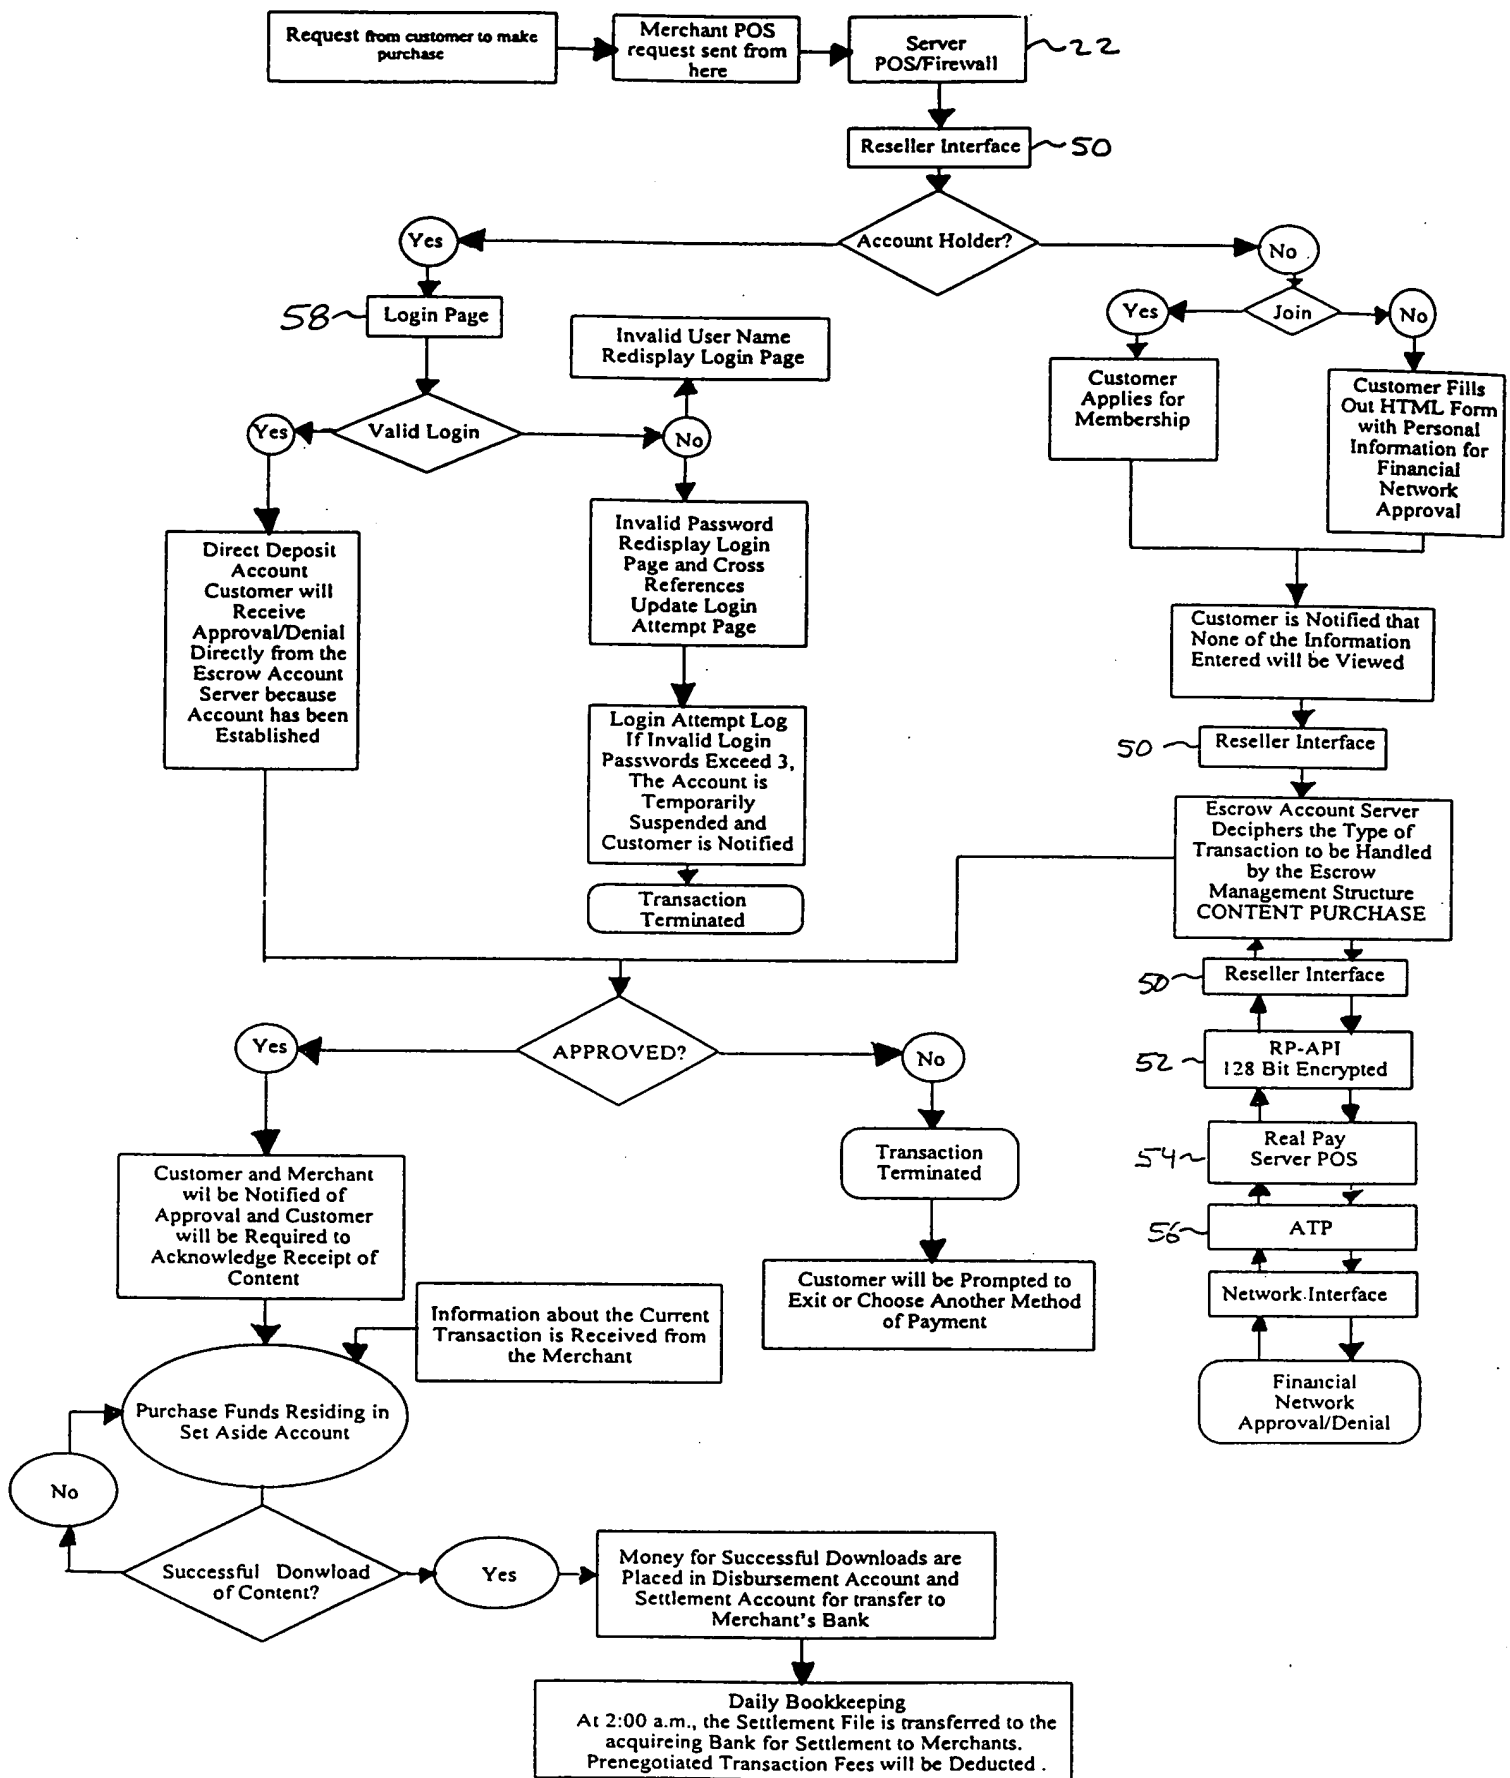 Request from customer to make
purchase
Merchant POS
request sent from
here
Server
POS/Firewall
22
Reseller Interface
50
Account Holder?
Yes
No
58
Login Page
Join
Yes
No
Invalid User Name
Redisplay Login Page
Customer
Applies for
Membership
Customer Fills
Out HTML Form
with Personal
Information for
Financial
Network
Approval
Valid Login
Yes
No
Direct Deposit
Account
Customer will
Receive
Approval/Denial
Directly from the
Escrow Account
Server because
Account has been
Established
Invalid Password
Redisplay Login
Page and Cross
References
Update Login
Attempt Page
Login Attempt Log
If Invalid Login
Passwords Exceed 3,
The Account is
Temporarily
Suspended and
Customer is Notified
Transaction
Terminated
Customer is Notified that
None of the Information
Entered will be Viewed
50
Reseller Interface
Escrow Account Server
Deciphers the Type of
Transaction to be Handled
by the Escrow
Management Structure
CONTENT PURCHASE
50
Reseller Interface
52
RP-API
128 Bit Encrypted
54
Real Pay
Server POS
56
ATP
Network Interface
Financial
Network
Approval/Denial
APPROVED?
Yes
No
Transaction
Terminated
Customer will be Prompted to
Exit or Choose Another Method
of Payment
Customer and Merchant
wil be Notified of
Approval and Customer
will be Required to
Acknowledge Receipt of
Content
Information about the Current
Transaction is Received from
the Merchant
Purchase Funds Residing in
Set Aside Account
No
Successful Donwload
of Content?
Yes
Money for Successful Downloads are
Placed in Disbursement Account and
Settlement Account for transfer to
Merchant's Bank
Daily Bookkeeping
At 2:00 a.m., the Settlement File is transferred to the
acquireing Bank for Settlement to Merchants.
Prenegotiated Transaction Fees will be Deducted .